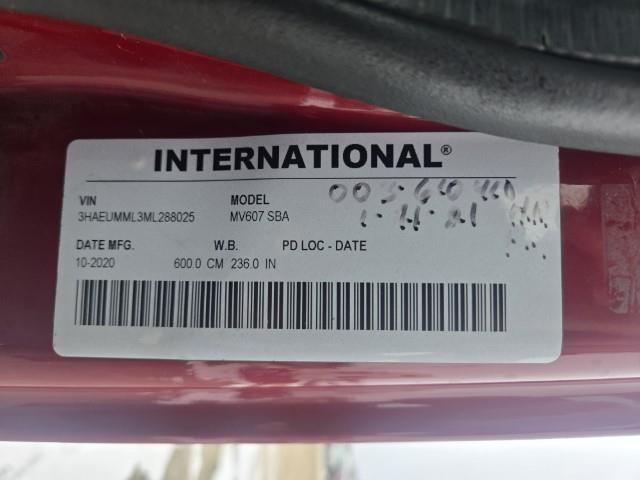 INTERNATIONAL®
VIN MODEL
3HAEUMML3ML288025 MV607 SBA
DATE MFG. W.B. PD LOC - DATE
10-2020 600.0 CM 236.0 IN